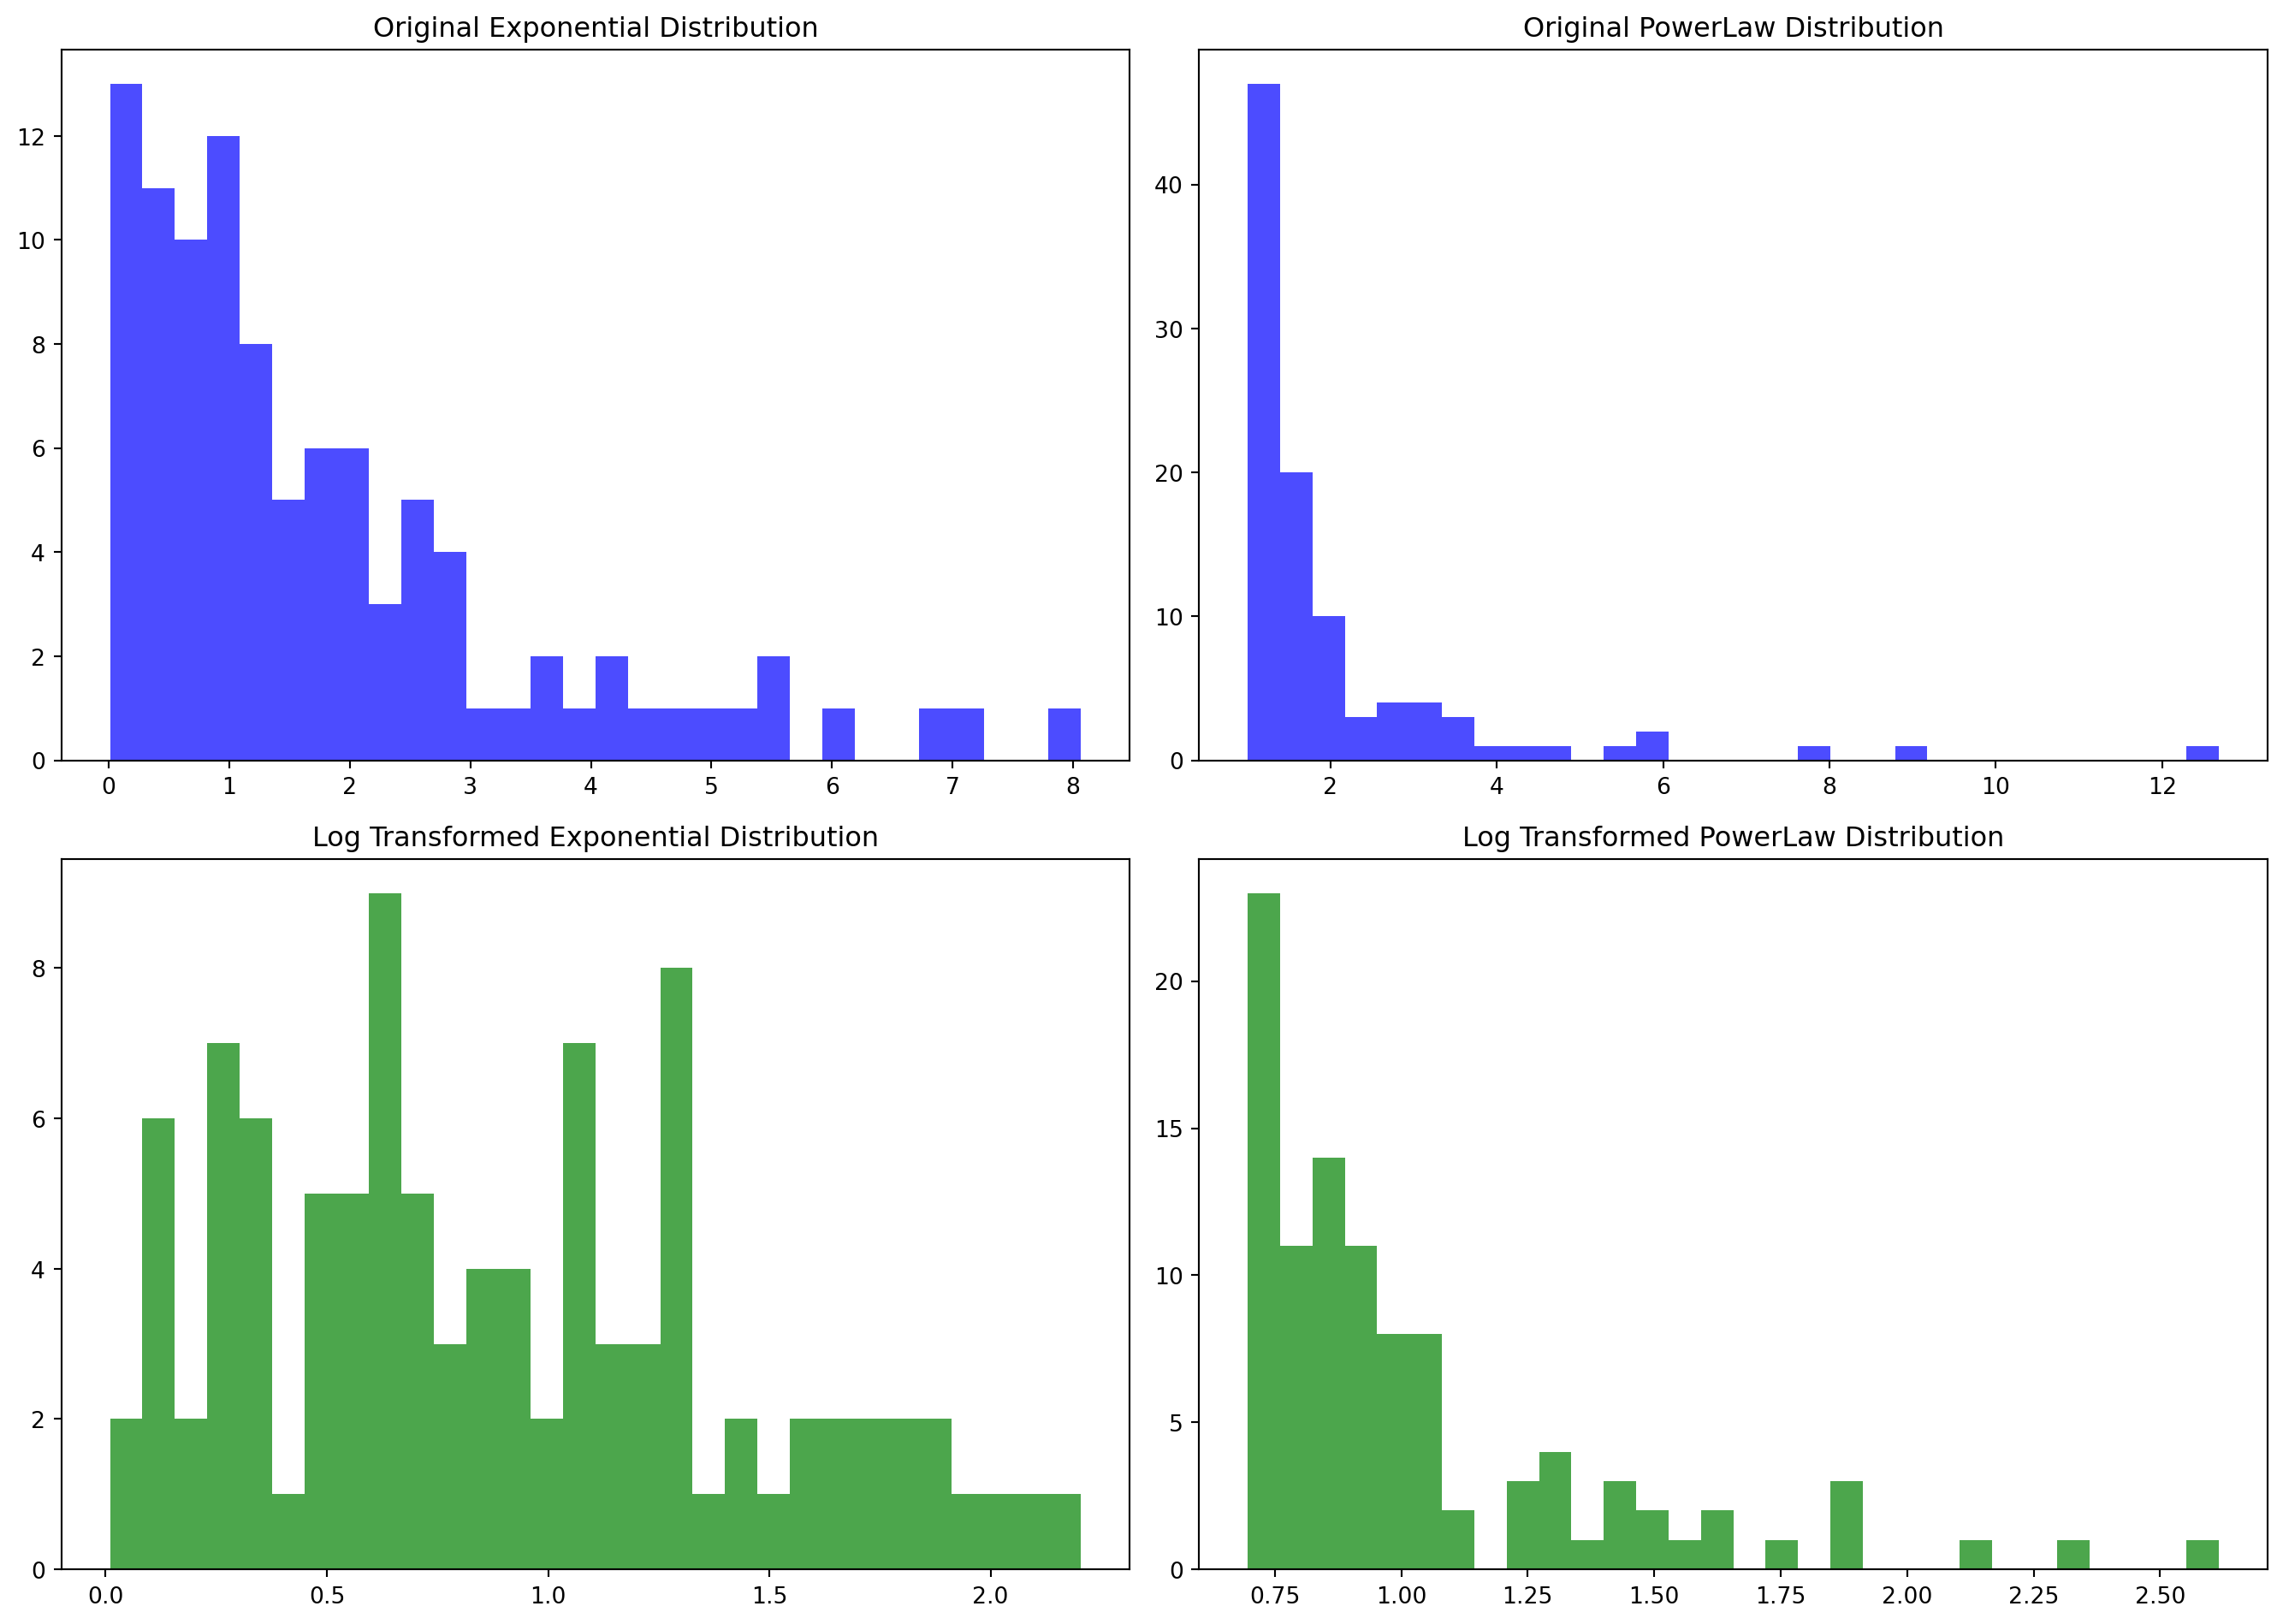 Original Exponential Distribution
12
10
8
6
4
2
0
0 1 2 3 4 5 6 7 8
Original PowerLaw Distribution
40
30
20
10
0
2 4 6 8 10 12
Log Transformed Exponential Distribution
8
6
4
2
0
0.0 0.5 1.0 1.5 2.0
Log Transformed PowerLaw Distribution
20
15
10
5
0
0.75 1.00 1.25 1.50 1.75 2.00 2.25 2.50